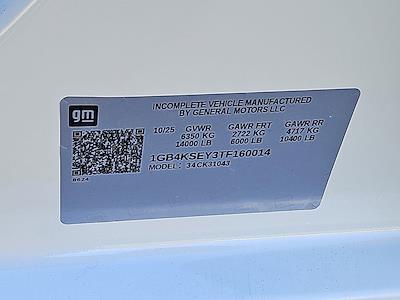 INCOMPLETE VEHICLE MANUFACTURED
BY GENERAL MOTORS LLC
gm
10/25 GVWR GAWR FRT GAWR RR
6350 KG 2722 KG 4717 KG
14000 LB 6000 LB 10400 LB
1GB4KSEY3TF160014
MODEL: 34CK31043
8624